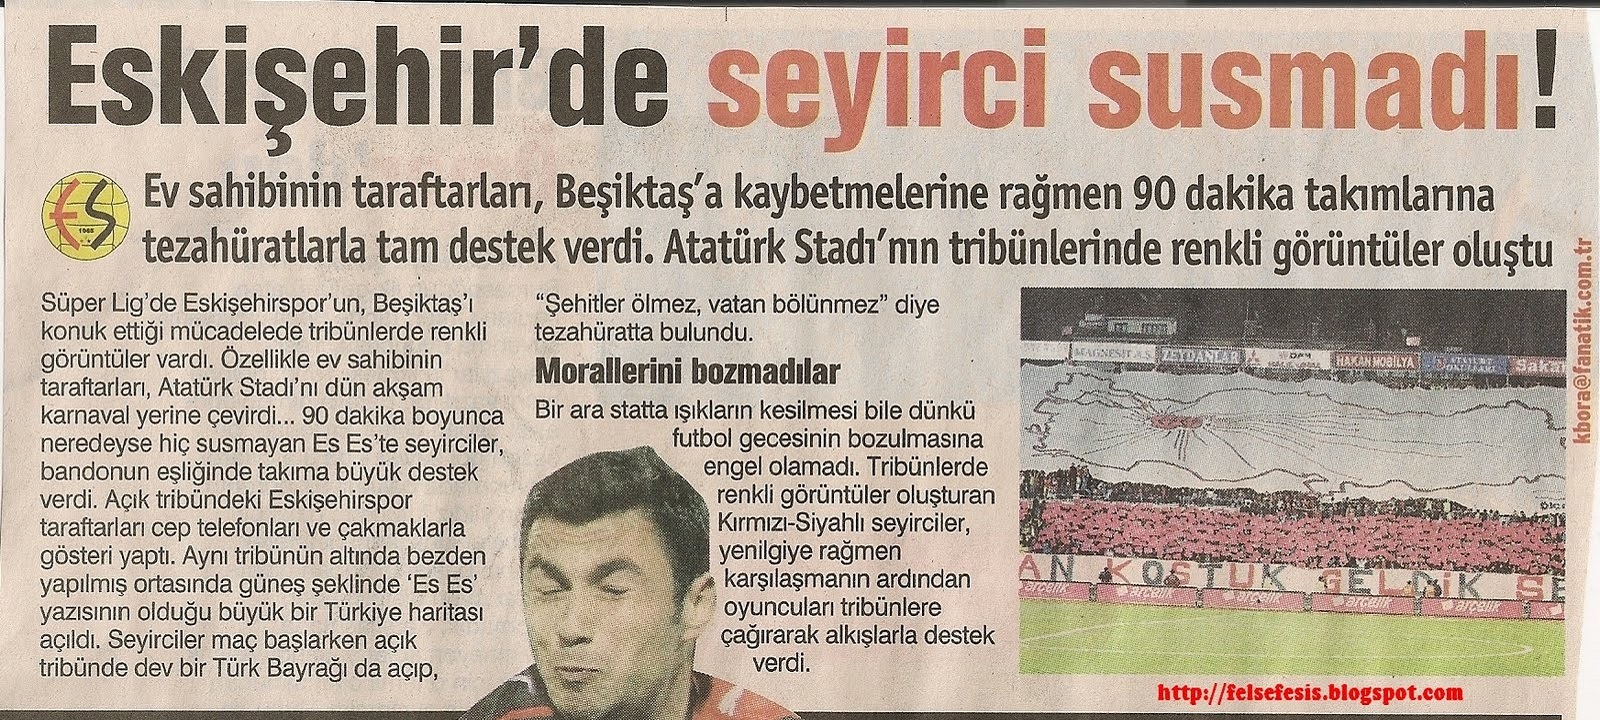 Eskişehir'de seyirci susmadı!
Ev sahibinin taraftarları, Beşiktaş'a kaybetmelerine rağmen 90 dakika takımlarına
tezahüratlarla tam destek verdi. Atatürk Stadı'nın tribünlerinde renkli görüntüler oluştu
ES
1965
Süper Lig'de Eskişehirspor'un, Beşiktaş'ı
konuk ettiği mücadelede tribünlerde renkli
görüntüler vardı. Özellikle ev sahibinin
taraftarları, Atatürk Stadı'nı dün akşam
karnaval yerine çevirdi... 90 dakika boyunca
neredeyse hiç susmayan Es Es'te seyirciler,
bandonun eşliğinde takıma büyük destek
verdi. Açık tribündeki Eskişehirspor
taraftarları cep telefonları ve çakmaklarla
gösteri yaptı. Aynı tribünün altında bezden
yapılmış ortasında güneş şeklinde ‘Es Es’
yazısının olduğu büyük bir Türkiye haritası
açıldı. Seyirciler maç başlarken açık
tribünde dev bir Türk Bayrağı da açıp,
“Şehitler ölmez, vatan bölünmez” diye
tezahüratta bulundu.
Morallerini bozmadılar
Bir ara statta ışıkların kesilmesi bile dünkü
futbol gecesinin bozulmasına
engel olamadı. Tribünlerde
renkli görüntüler oluşturan
Kırmızı-Siyahlı seyirciler,
yenilgiye rağmen
karşılaşmanın ardından
oyuncuları tribünlere
çağırarak alkışlarla destek
verdi.
MAGNESIT A.S. ZEYDANLAR HAKAN MOBİLYA Sakar
AN KOŞTUK GELDİK SE
arçelik arçelik arçelik arçelik arçelik
kbora@fanatik.com.tr
http://felsefesis.blogspot.com